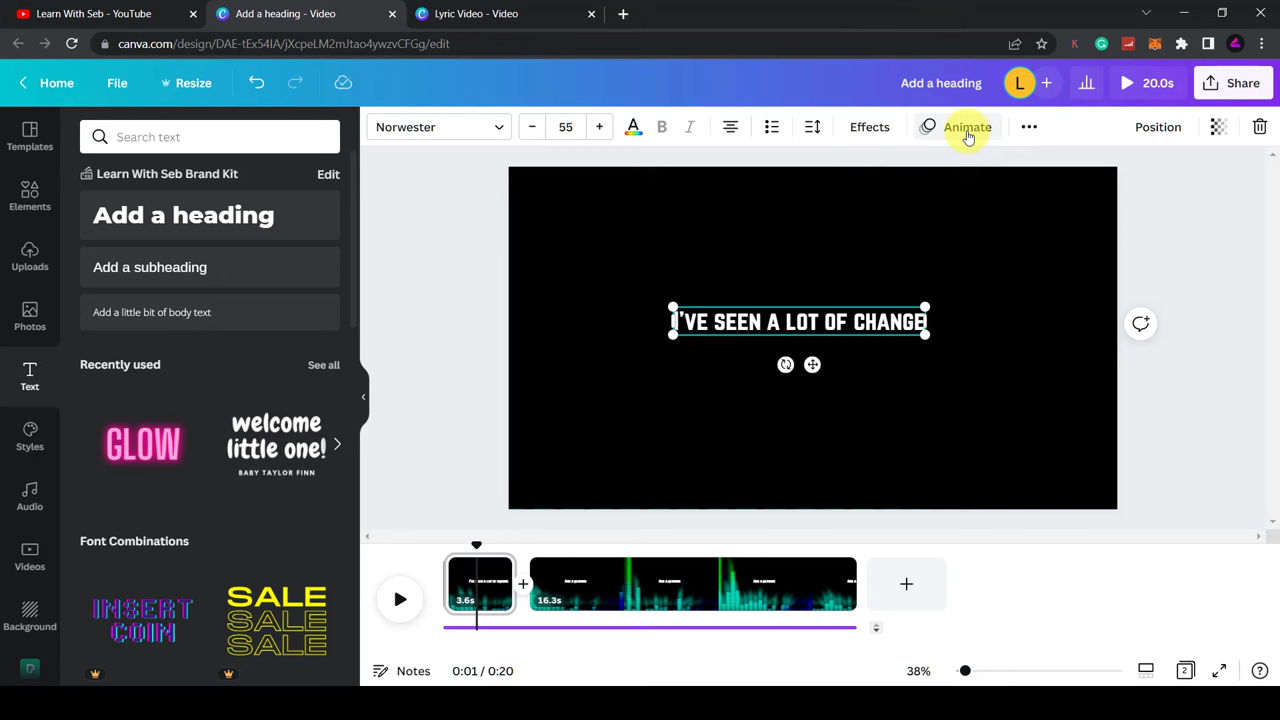 Learn With Seb - YouTube
Add a heading - Video
Lyric Video - Video
canva.com/design/DAE-tEx54IA/jXcpeLM2mJtao4ywzvCFGg/edit
Home
File
Resize
Add a heading
L
20.0s
Share
Templates
Elements
Uploads
Photos
Text
Styles
Audio
Videos
Background
Search text
Learn With Seb Brand Kit
Edit
Add a heading
Add a subheading
Add a little bit of body text
Recently used
See all
GLOW
welcome
little one!
BABY TAYLOR FINN
Font Combinations
INSERT
COIN
SALE
SALE
SALE
Norwester
55
A
B
I
Effects
Animate
Position
I'VE SEEN A LOT OF CHANGE
3.6s
16.3s
Notes
0:01 / 0:20
38%
2